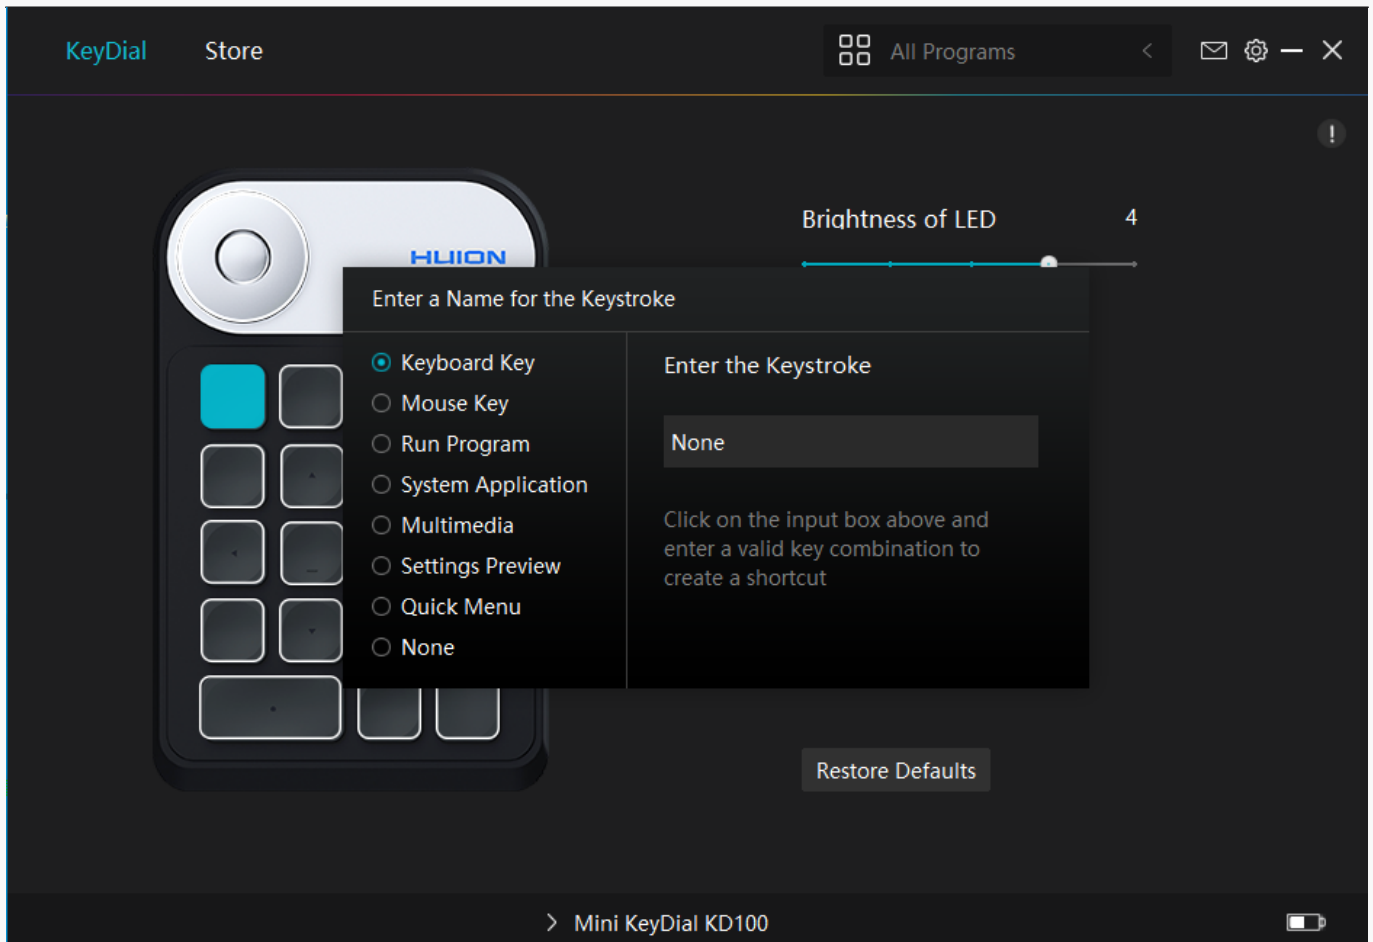 KeyDial
Store
All Programs
Brightness of LED
4
HUION
Enter a Name for the Keystroke
Keyboard Key
Mouse Key
Run Program
System Application
Multimedia
Settings Preview
Quick Menu
None
Enter the Keystroke
None
Click on the input box above and
enter a valid key combination to
create a shortcut
Restore Defaults
Mini KeyDial KD100